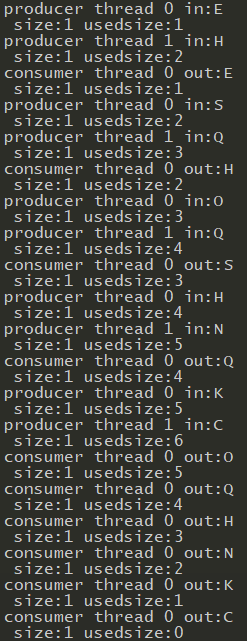 producer thread 0 in:E
size:1 usedsize:1
producer thread 1 in:H
size:1 usedsize:2
consumer thread 0 out:E
size:1 usedsize:1
producer thread 0 in:S
size:1 usedsize:2
producer thread 1 in:Q
size:1 usedsize:3
consumer thread 0 out:H
size:1 usedsize:2
producer thread 0 in:O
size:1 usedsize:3
producer thread 1 in:Q
size:1 usedsize:4
consumer thread 0 out:S
size:1 usedsize:3
producer thread 0 in:H
size:1 usedsize:4
producer thread 1 in:N
size:1 usedsize:5
consumer thread 0 out:Q
size:1 usedsize:4
producer thread 0 in:K
size:1 usedsize:5
producer thread 1 in:C
size:1 usedsize:6
consumer thread 0 out:O
size:1 usedsize:5
consumer thread 0 out:Q
size:1 usedsize:4
consumer thread 0 out:H
size:1 usedsize:3
consumer thread 0 out:N
size:1 usedsize:2
consumer thread 0 out:K
size:1 usedsize:1
consumer thread 0 out:C
size:1 usedsize:0